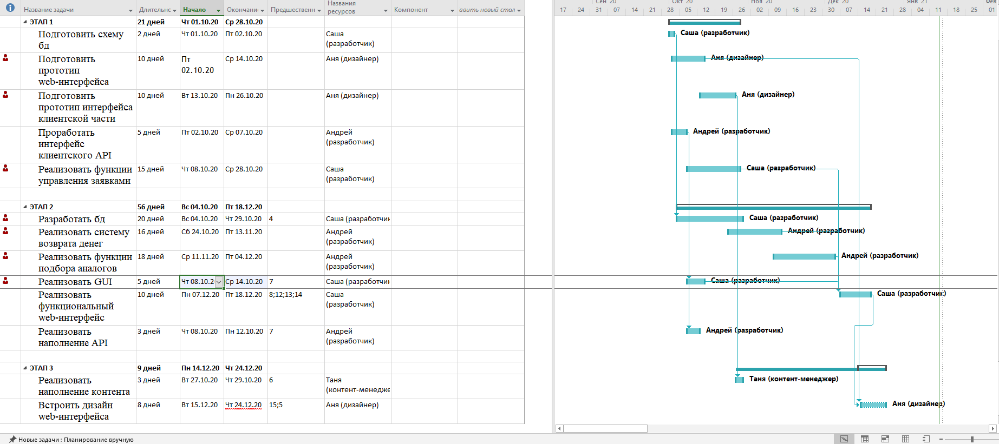 Сен '20 Окт '20 Ноя '20 Дек '20 Янв '21 Фев
Название задачи Длительнс Начало Окончание Предшественн Названия ресурсов Компонент авить новый стол
17 24 31 07 14 21 28 05 12 19 26 02 09 16 23 30 07 14 21 28 04 11 18 25 01
ЭТАП 1 21 дней Чт 01.10.20 Ср 28.10.20
Подготовить схему 2 дней Чт 01.10.20 Пт 02.10.20 Саша Саша (разработчик)
бд (разработчик)
Подготовить 10 дней Пт Ср 14.10.20 Аня (дизайнер) Аня (дизайнер)
прототип 02.10.20
web-интерфейса
Подготовить 10 дней Вт 13.10.20 Пн 26.10.20 Аня (дизайнер) Аня (дизайнер)
прототип интерфейса
клиентской части
Проработать 5 дней Пт 02.10.20 Ср 07.10.20 Андрей Андрей (разработчик)
интерфейс (разработчик)
клиентского API
Реализовать функции 15 дней Чт 08.10.20 Ср 28.10.20 Саша Саша (разработчик)
управления заявками (разработчик)
ЭТАП 2 56 дней Вс 04.10.20 Пт 18.12.20
Разработать бд 20 дней Вс 04.10.20 Чт 29.10.20 4 Саша (разработчик Саша (разработчик)
Реализовать систему 16 дней Сб 24.10.20 Пт 13.11.20 Андрей Андрей (разработчик)
возврата денег (разработчик)
Реализовать функции 18 дней Ср 11.11.20 Пт 04.12.20 Андрей Андрей (разработчик)
подбора аналогов (разработчик)
Реализовать GUI 5 дней Чт 08.10.2 Ср 14.10.20 7 Саша (разработчик Саша (разработчик)
Реализовать 10 дней Пн 07.12.20 Пт 18.12.20 8;12;13;14 Саша Саша (разработчик)
функциональный (разработчик)
web-интерфейс
Реализовать 3 дней Чт 08.10.20 Пн 12.10.20 7 Андрей Андрей (разработчик)
наполнение API (разработчик)
ЭТАП 3 9 дней Пн 14.12.20 Чт 24.12.20
Реализовать 3 дней Вт 27.10.20 Чт 29.10.20 6 Таня Таня (контент-менеджер)
наполнение контента (контент-менедже
Встроить дизайн 8 дней Вт 15.12.20 Чт 24.12.20 15;5 Аня (дизайнер) Аня (дизайнер)
web-интерфейса
Новые задачи : Планирование вручную